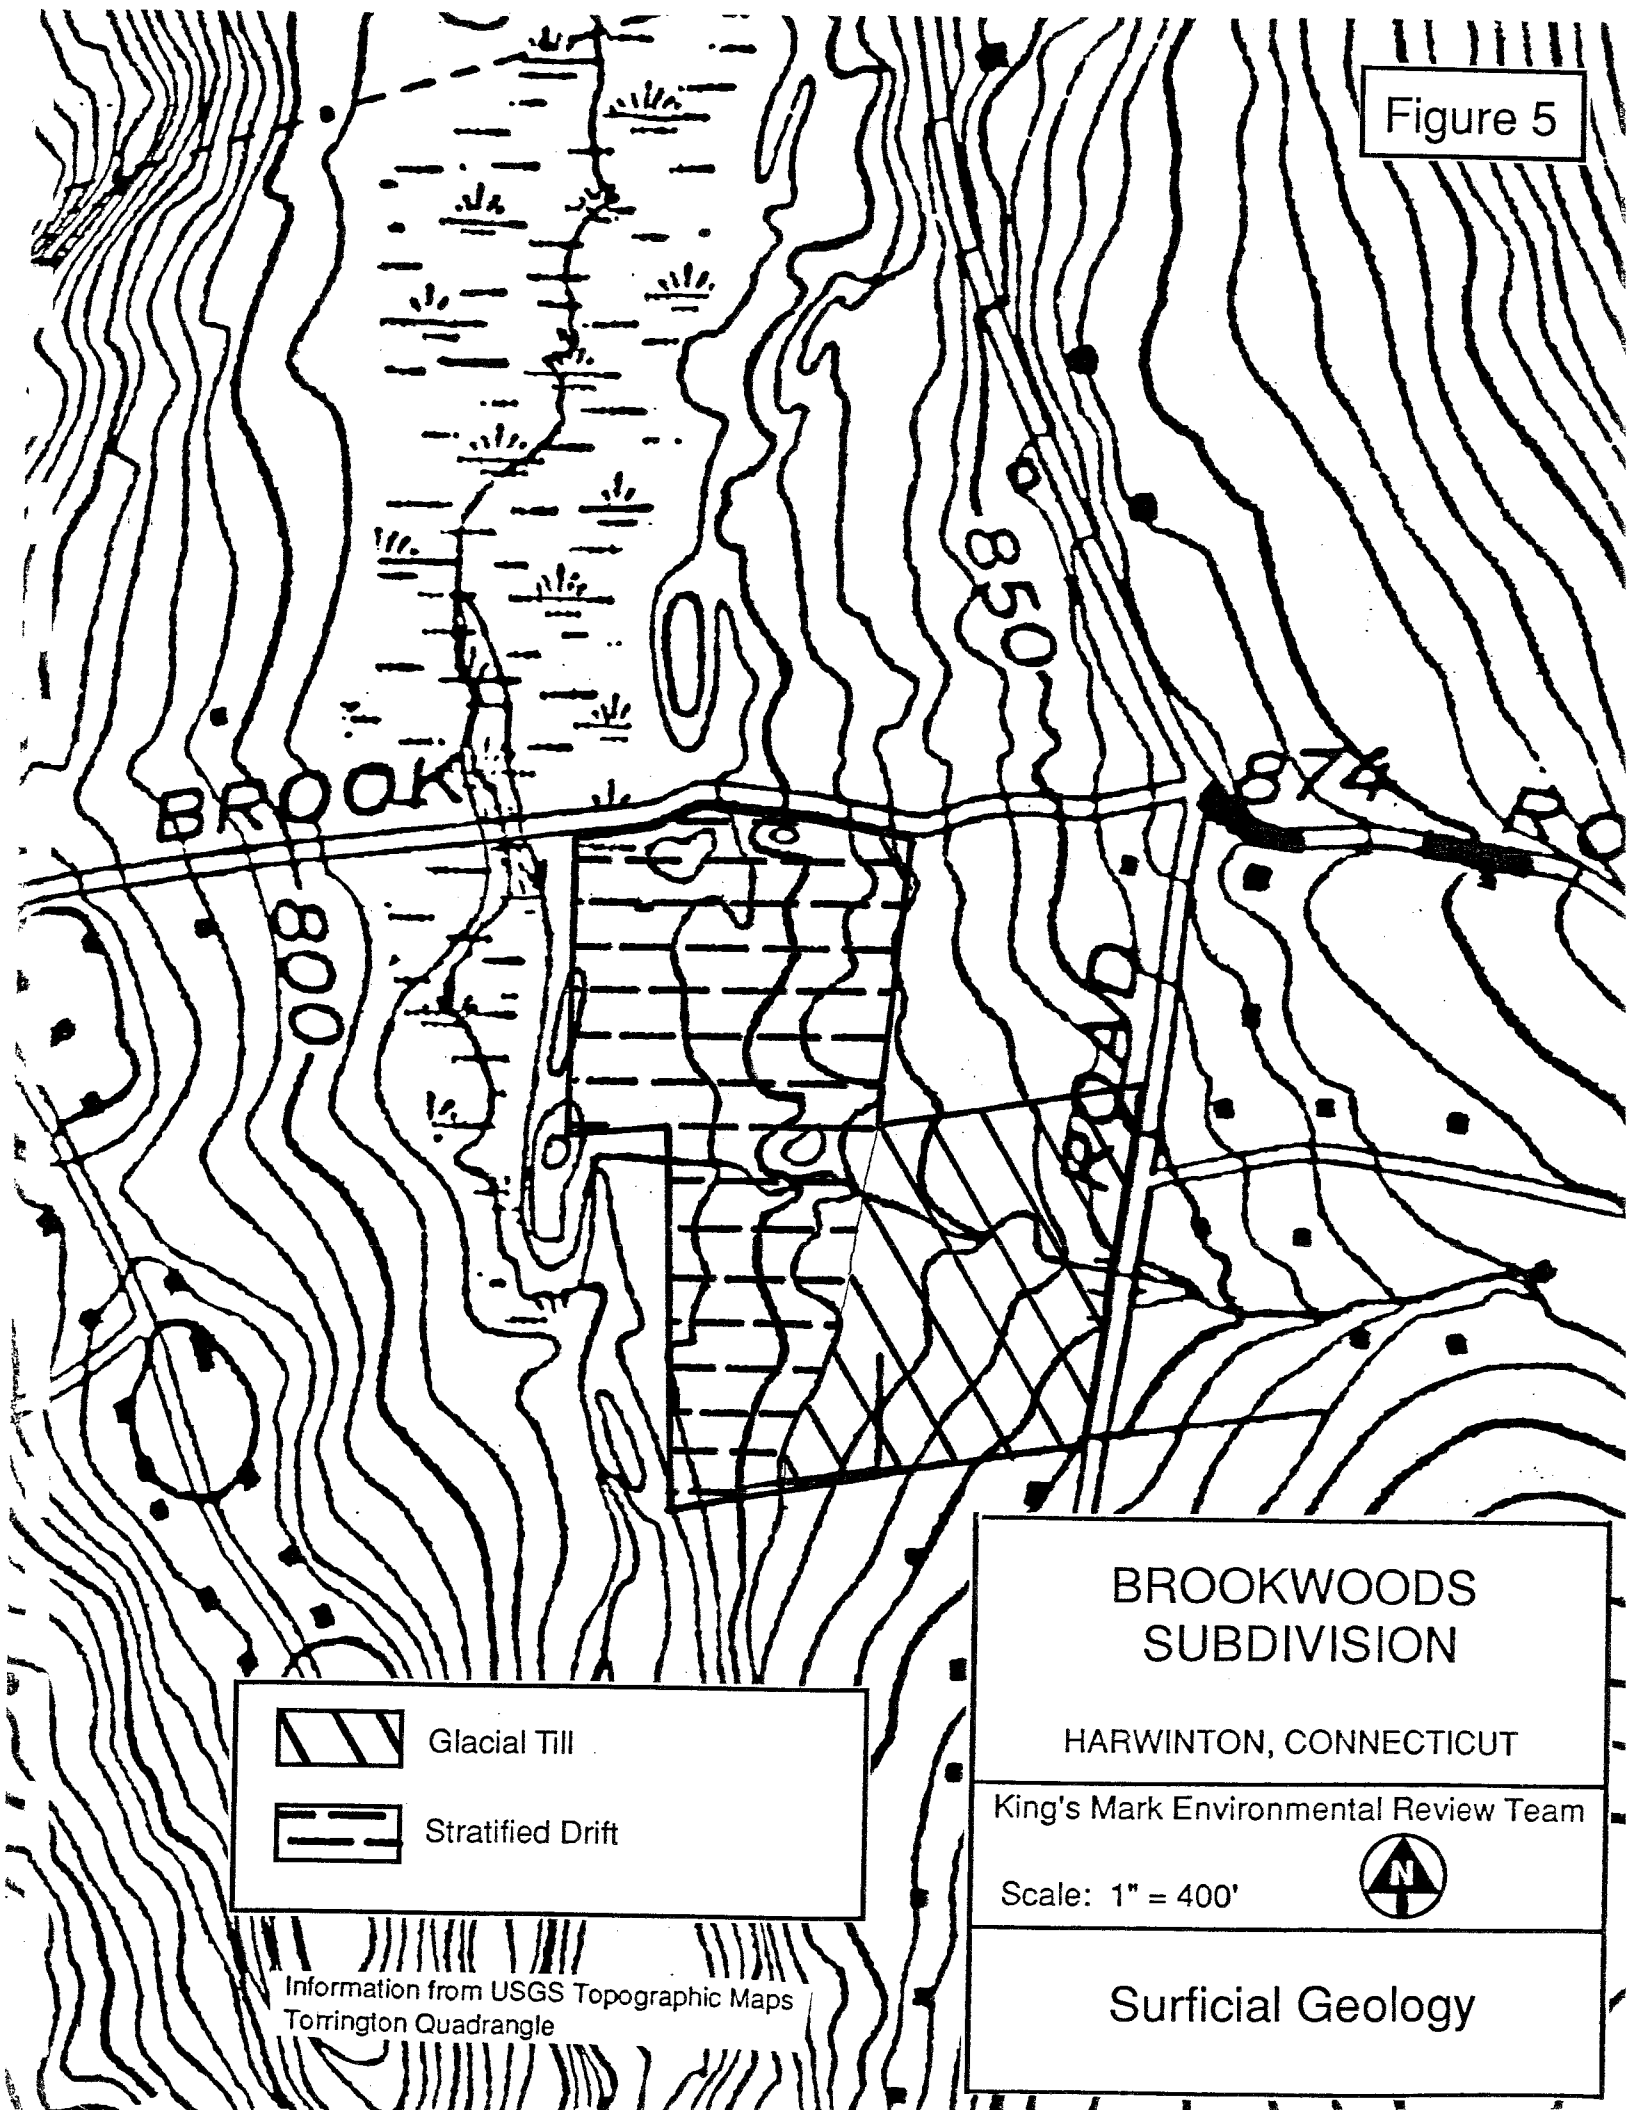 Figure 5
850
BROOK
874
RO
800
ROAD
BROOKWOODS
SUBDIVISION
HARWINTON, CONNECTICUT
King's Mark Environmental Review Team
N
Scale: 1" = 400'
Surficial Geology
Glacial Till
Stratified Drift
Information from USGS Topographic Maps
Torrington Quadrangle